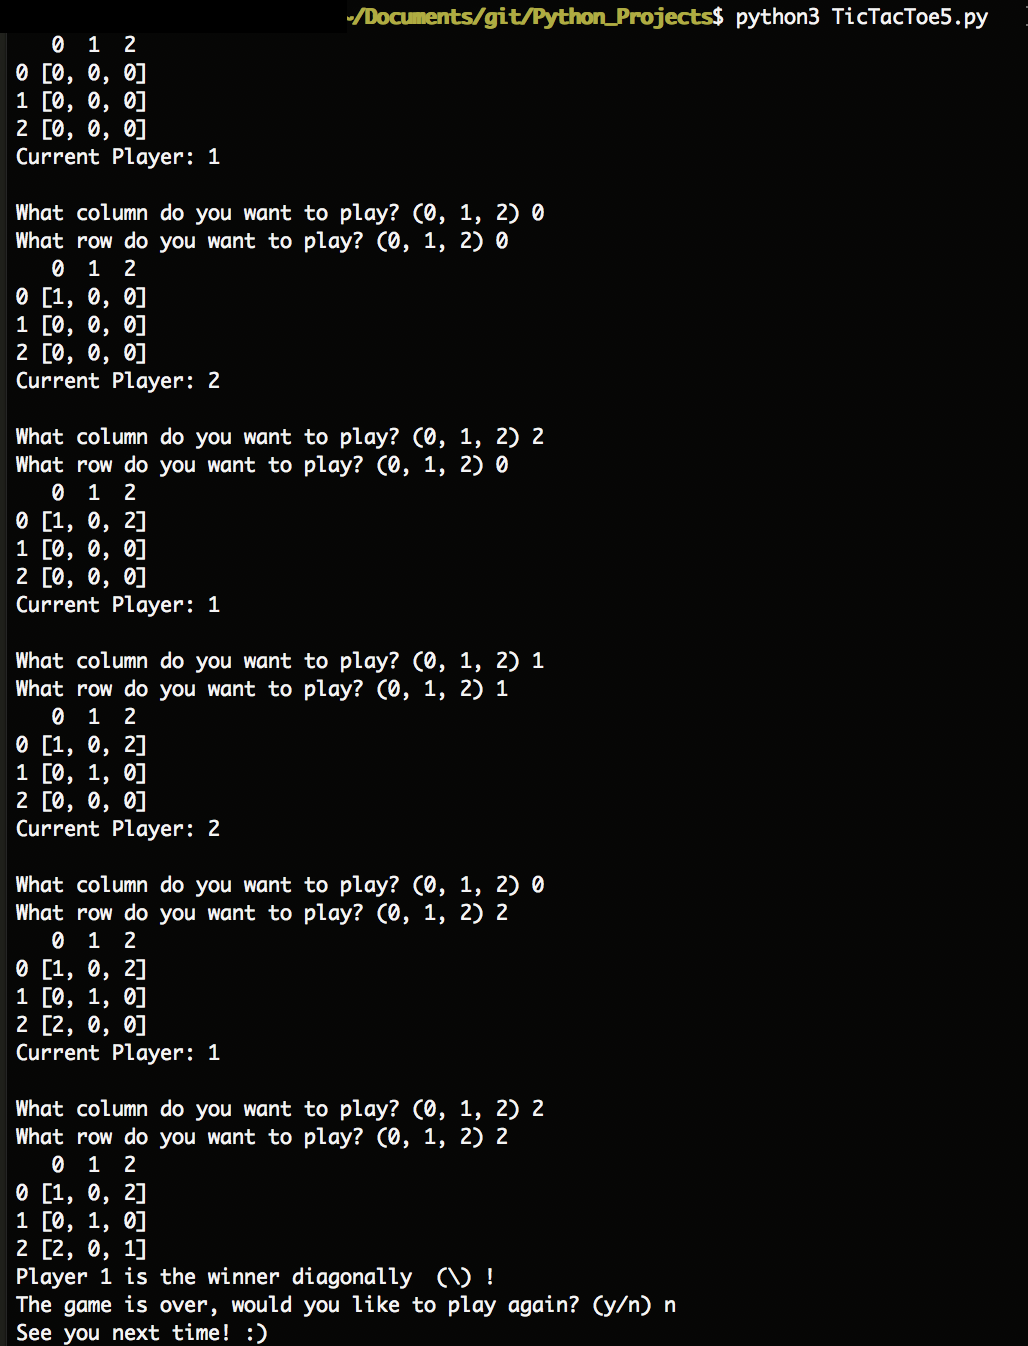 ~/Documents/git/Python_Projects$ python3 TicTacToe5.py
   0  1  2
0 [0, 0, 0]
1 [0, 0, 0]
2 [0, 0, 0]
Current Player: 1

What column do you want to play? (0, 1, 2) 0
What row do you want to play? (0, 1, 2) 0
   0  1  2
0 [1, 0, 0]
1 [0, 0, 0]
2 [0, 0, 0]
Current Player: 2

What column do you want to play? (0, 1, 2) 2
What row do you want to play? (0, 1, 2) 0
   0  1  2
0 [1, 0, 2]
1 [0, 0, 0]
2 [0, 0, 0]
Current Player: 1

What column do you want to play? (0, 1, 2) 1
What row do you want to play? (0, 1, 2) 1
   0  1  2
0 [1, 0, 2]
1 [0, 1, 0]
2 [0, 0, 0]
Current Player: 2

What column do you want to play? (0, 1, 2) 0
What row do you want to play? (0, 1, 2) 2
   0  1  2
0 [1, 0, 2]
1 [0, 1, 0]
2 [2, 0, 0]
Current Player: 1

What column do you want to play? (0, 1, 2) 2
What row do you want to play? (0, 1, 2) 2
   0  1  2
0 [1, 0, 2]
1 [0, 1, 0]
2 [2, 0, 1]
Player 1 is the winner diagonally  (\) !
The game is over, would you like to play again? (y/n) n
See you next time! :)